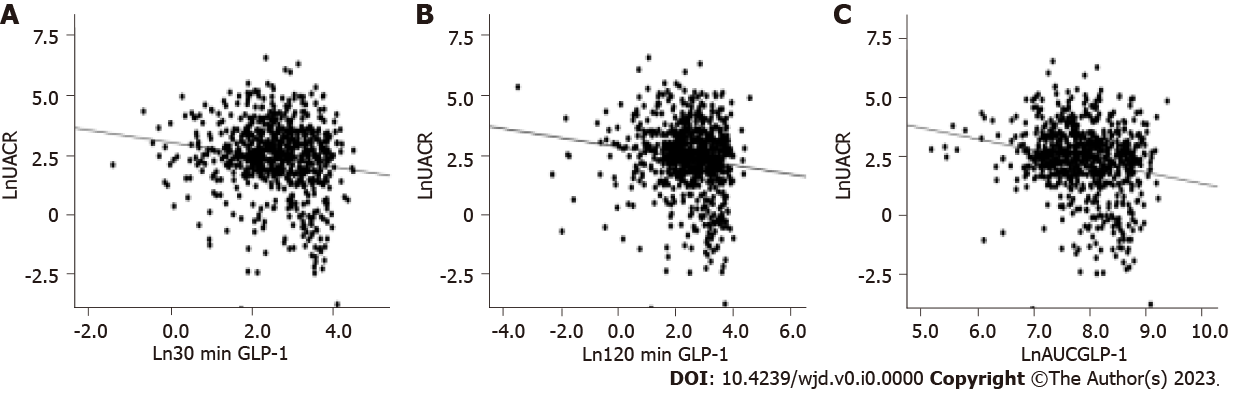 A
LnUACR
7.5
5.0
2.5
0
-2.5
-2.0 0.0 2.0 4.0
Ln30 min GLP-1
B
LnUACR
7.5
5.0
2.5
0
-2.5
-4.0 -2.0 0.0 2.0 4.0 6.0
Ln120 min GLP-1
C
LnUACR
7.5
5.0
2.5
0
-2.5
5.0 6.0 7.0 8.0 9.0 10.0
LnAUCGLP-1
DOI: 10.4239/wjd.v0.i0.0000 Copyright ©The Author(s) 2023.